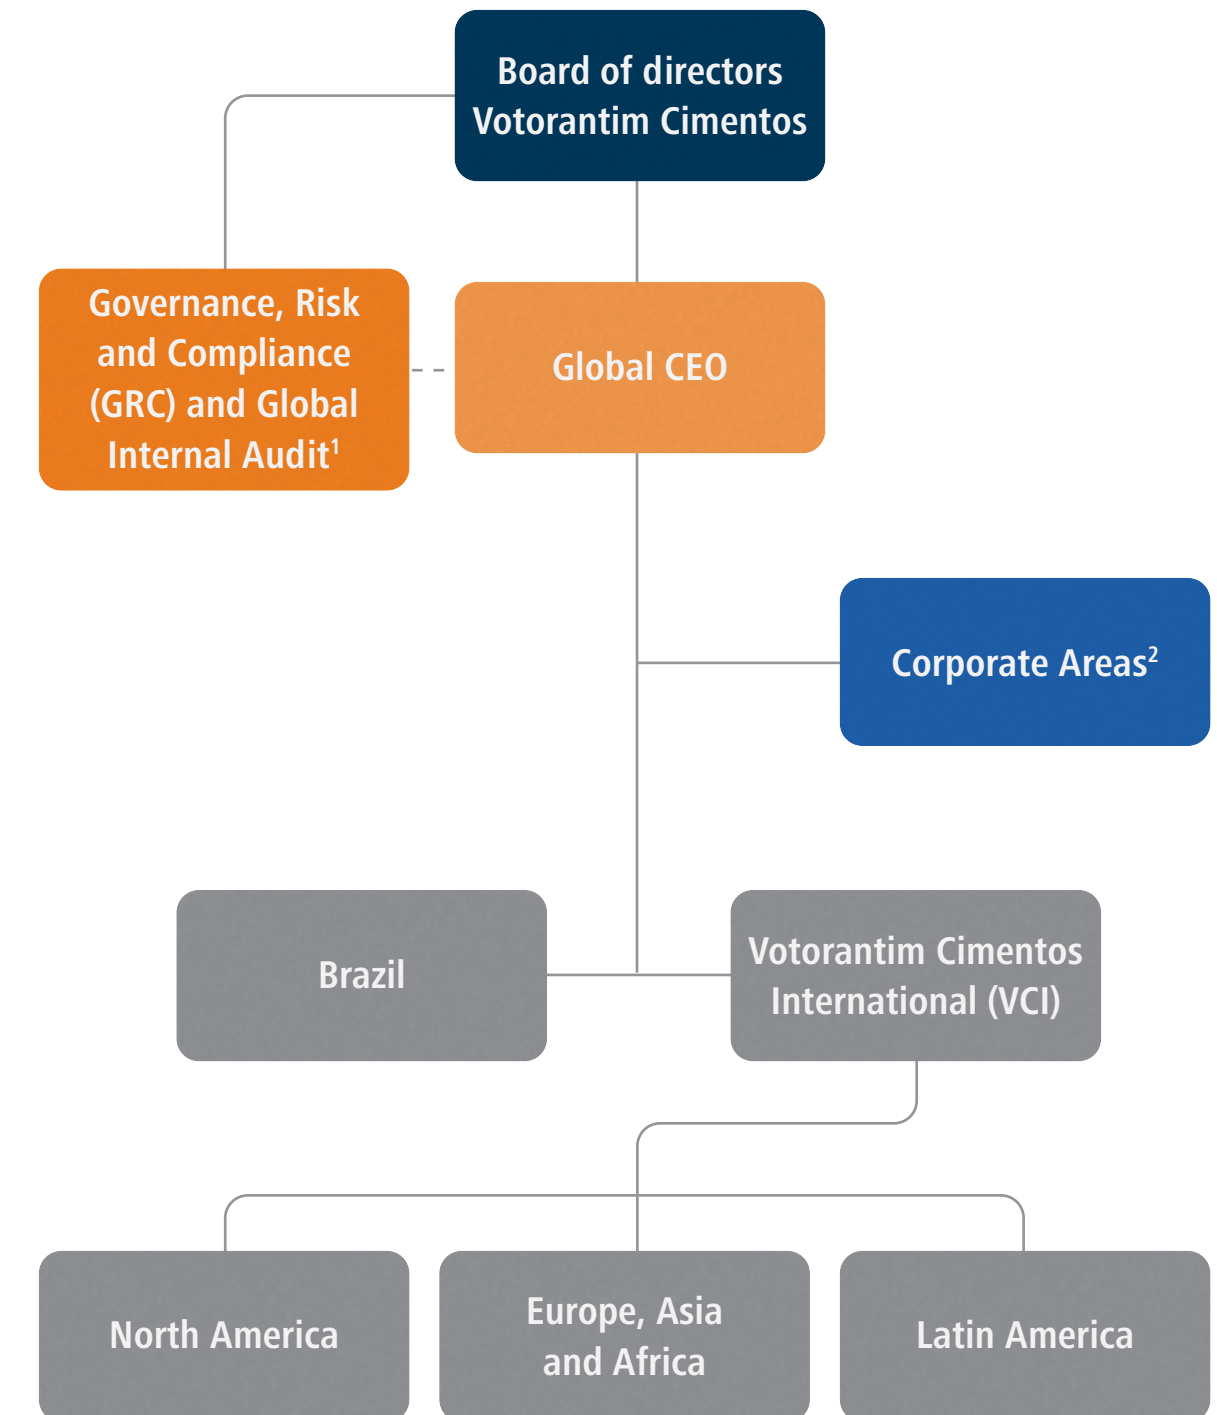 Board of directors
Votorantim Cimentos
Governance, Risk
and Compliance
(GRC) and Global
Internal Audit¹
Global CEO
Corporate Areas²
Brazil
Votorantim Cimentos
International (VCI)
North America
Europe, Asia
and Africa
Latin America